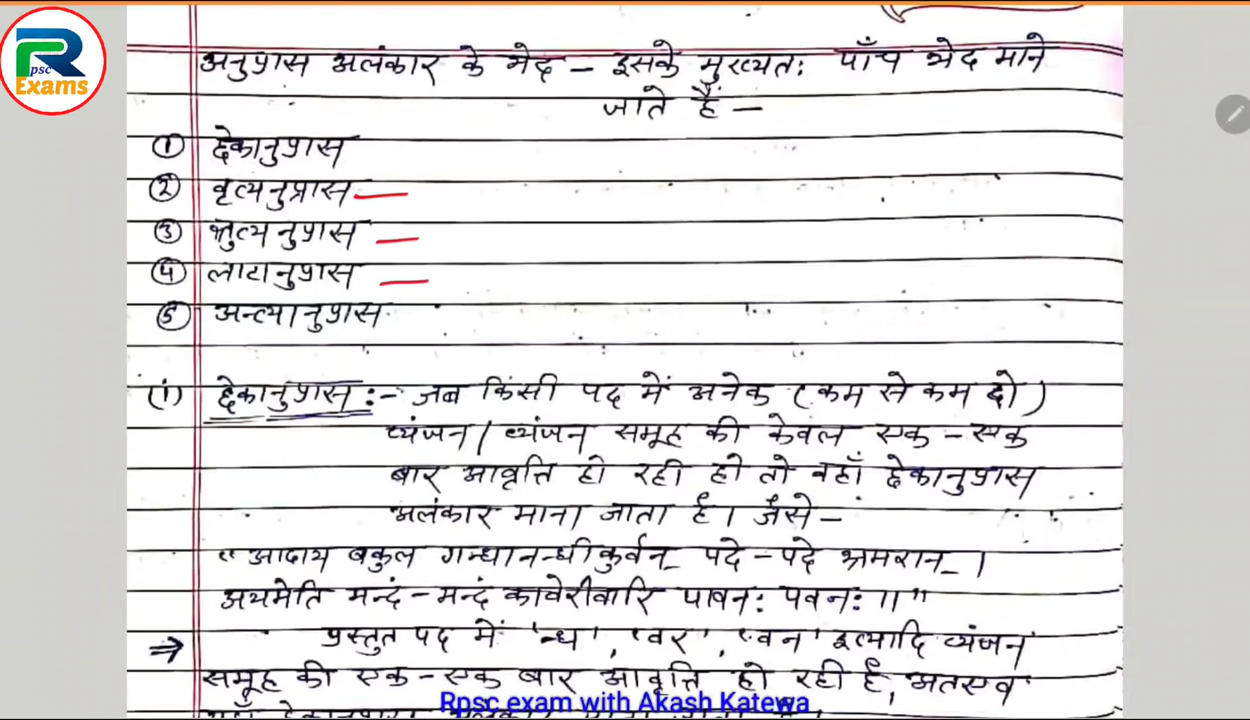 R
psc
Exams
अनुप्रास अलंकार के भेद – इसके मुख्यतः पाँच भेद माने
जाते हैं –
① छेकानुप्रास
② वृत्यनुप्रास —
③ श्रुत्यनुप्रास —
④ लाटानुप्रास —
⑤ अन्त्यानुप्रास
(i) छेकानुप्रास :- जब किसी पद में अनेक (कम से कम दो)
व्यंजन/ व्यंजन समूह की केवल एक - एक
बार आवृत्ति हो रही हो तो वहाँ छेकानुप्रास
अलंकार माना जाता है। जैसे –
"आदाय बकुल गन्धानन्धीकुर्वन् पदे-पदे भ्रमरान् ।
अयमेति मन्दं-मन्दं कावेरीवारि पावनः पवनः ॥"
⇒ प्रस्तुत पद में 'न्ध', 'वर', 'वन' इत्यादि व्यंजन
समूह की एक - एक बार आवृत्ति हो रही है, अतएव
Rpsc exam with Akash Katewa